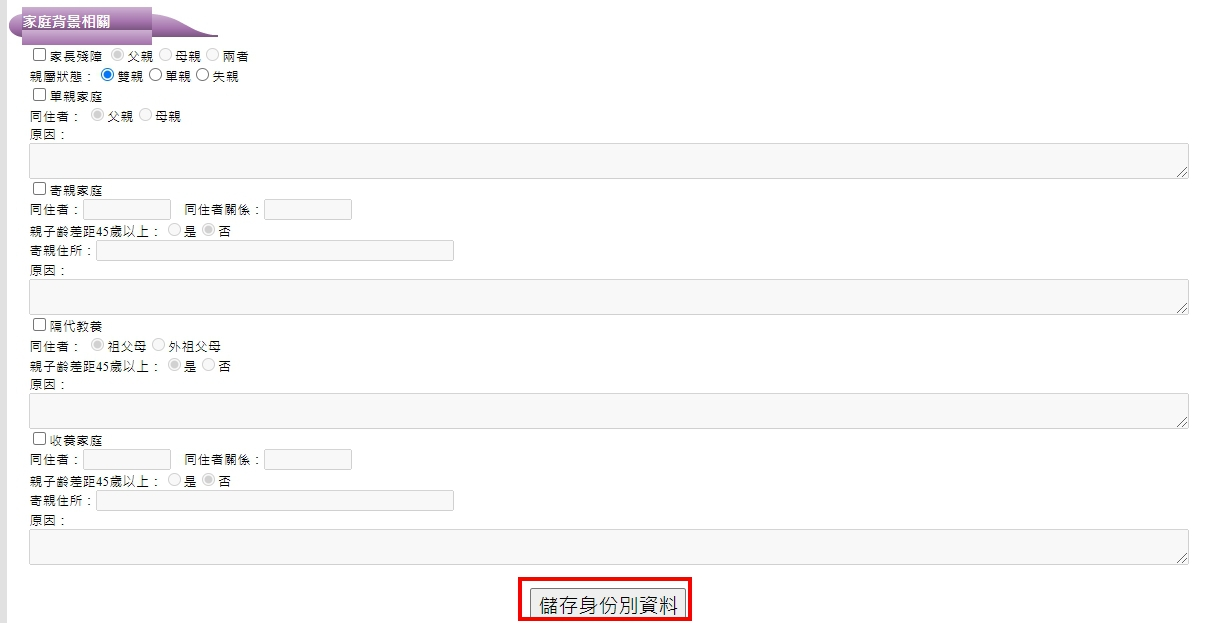 家庭背景相關
家長殘障 父親 母親 兩者
親屬狀態： 雙親 單親 失親
單親家庭
同住者： 父親 母親
原因：
寄親家庭
同住者： 同住者關係：
親子齡差距45歲以上： 是 否
寄親住所：
原因：
隔代教養
同住者： 祖父母 外祖父母
親子齡差距45歲以上： 是 否
原因：
收養家庭
同住者： 同住者關係：
親子齡差距45歲以上： 是 否
寄親住所：
原因：
儲存身份別資料